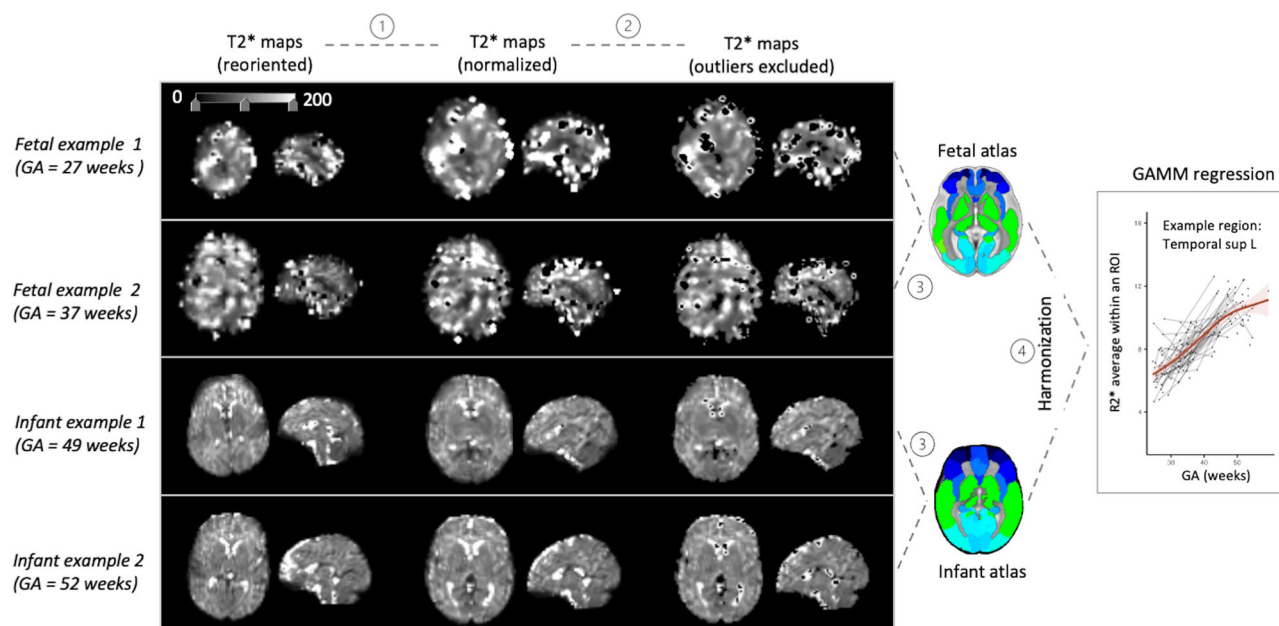 1
2
T2* maps
(reoriented)
T2* maps
(normalized)
T2* maps
(outliers excluded)
0
200
Fetal example 1
(GA = 27 weeks )
Fetal example 2
(GA = 37 weeks)
Infant example 1
(GA = 49 weeks)
Infant example 2
(GA = 52 weeks)
Fetal atlas
3
3
Infant atlas
4
Harmonization
GAMM regression
Example region:
Temporal sup L
R2* average within an ROI
16
12
8
4
30
40
50
GA (weeks)